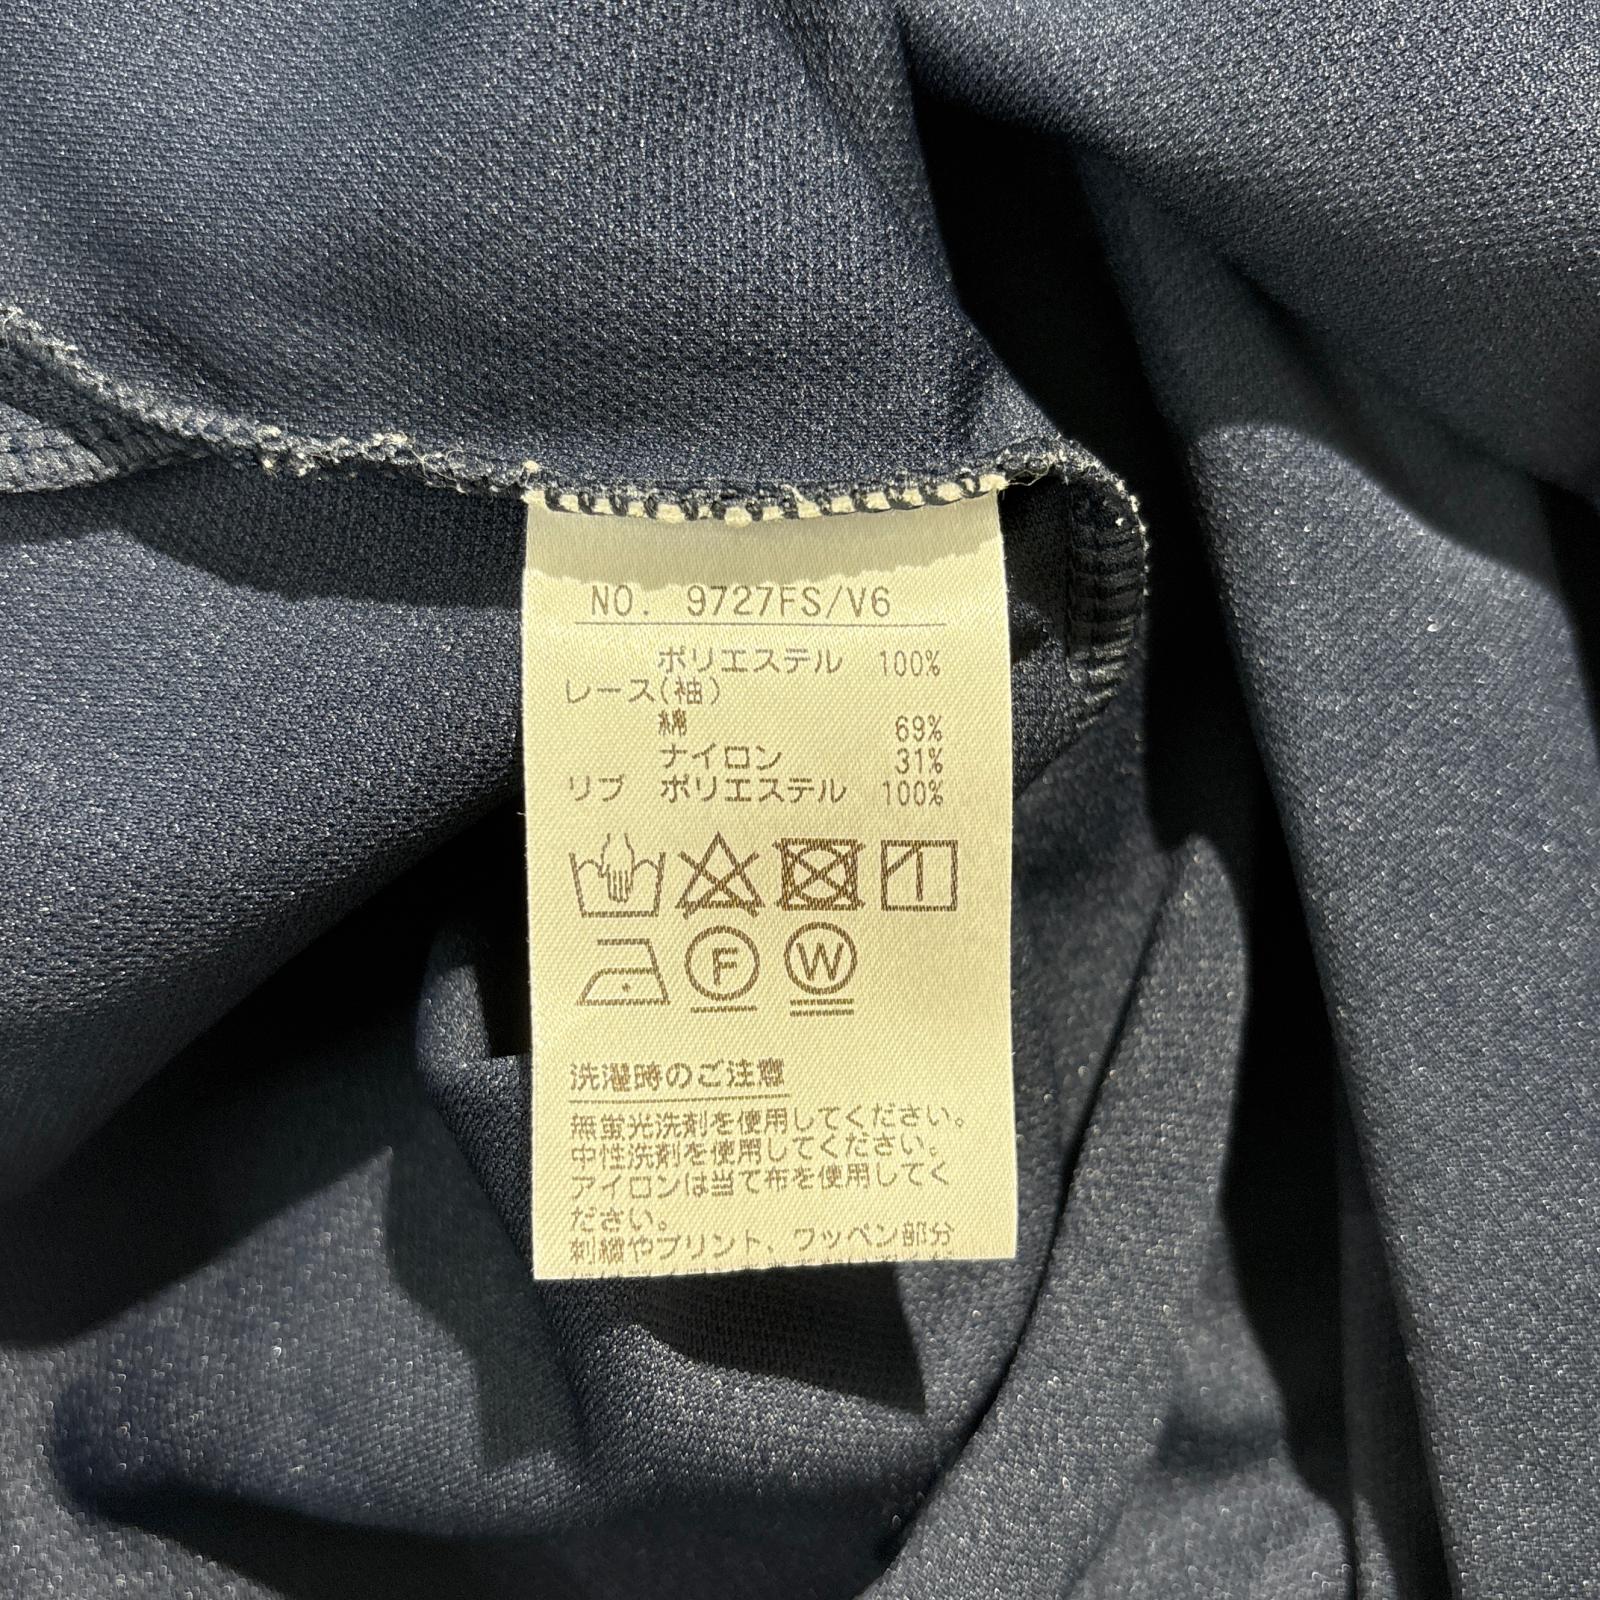 NO. 9727FS/V6
ポリエステル 100%
レース(袖)
綿 69%
ナイロン 31%
リブ ポリエステル 100%
F W
洗濯時のご注意
無蛍光洗剤を使用してください。
中性洗剤を使用してください。
アイロンは当て布を使用してく
ださい。
刺繍やプリント、ワッペン部分